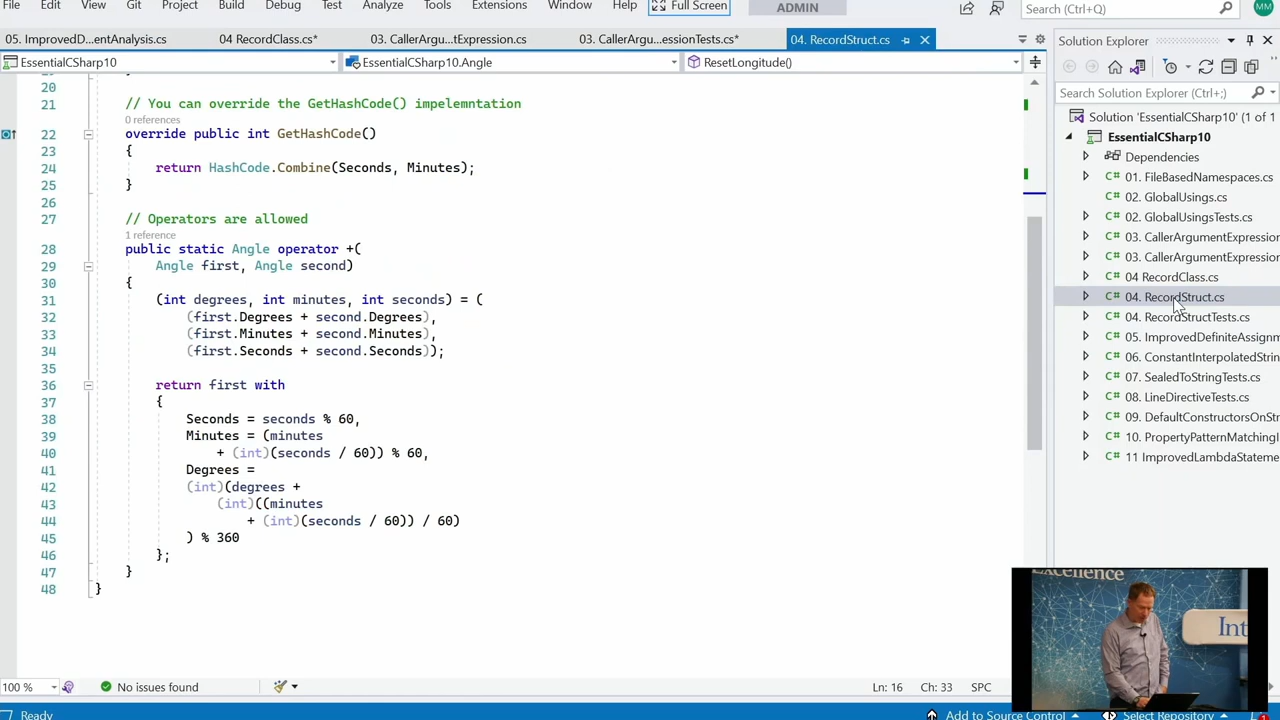 File Edit View Git Project Build Debug Test Analyze Tools Extensions Window Help Full Screen ADMIN Search (Ctrl+Q) MM
05. ImprovedD...entAnalysis.cs 04 RecordClass.cs* 03. CallerArgu...tExpression.cs 03. CallerArgu...essionTests.cs* 04. RecordStruct.cs
EssentialCSharp10 EssentialCSharp10.Angle ResetLongitude()
20
21 // You can override the GetHashCode() impelemntation
0 references
22 override public int GetHashCode()
23 {
24 return HashCode.Combine(Seconds, Minutes);
25 }
26
27 // Operators are allowed
1 reference
28 public static Angle operator +(
29 Angle first, Angle second)
30 {
31 (int degrees, int minutes, int seconds) = (
32 (first.Degrees + second.Degrees),
33 (first.Minutes + second.Minutes),
34 (first.Seconds + second.Seconds));
35
36 return first with
37 {
38 Seconds = seconds % 60,
39 Minutes = (minutes
40 + (int)(seconds / 60)) % 60,
41 Degrees =
42 (int)(degrees +
43 (int)((minutes
44 + (int)(seconds / 60)) / 60)
45 ) % 360
46 };
47 }
48 }
100 % No issues found Ln: 16 Ch: 33 SPC
Ready Add to Source Control Select Repository
Solution Explorer
Search Solution Explorer (Ctrl+;)
Solution 'EssentialCSharp10' (1 of 1
EssentialCSharp10
Dependencies
C# 01. FileBasedNamespaces.cs
C# 02. GlobalUsings.cs
C# 02. GlobalUsingsTests.cs
C# 03. CallerArgumentExpression
C# 03. CallerArgumentExpression
C# 04 RecordClass.cs
C# 04. RecordStruct.cs
C# 04. RecordStructTests.cs
C# 05. ImprovedDefiniteAssignm
C# 06. ConstantInterpolatedStrin
C# 07. SealedToStringTests.cs
C# 08. LineDirectiveTests.cs
C# 09. DefaultConstructorsOnStr
C# 10. PropertyPatternMatchingI
C# 11 ImprovedLambdaStateme
Excellence
Int